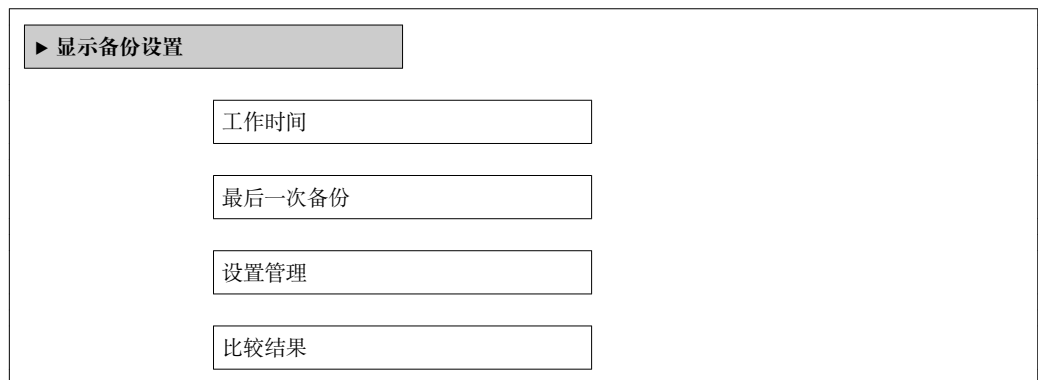 ▶ 显示备份设置
工作时间
最后一次备份
设置管理
比较结果